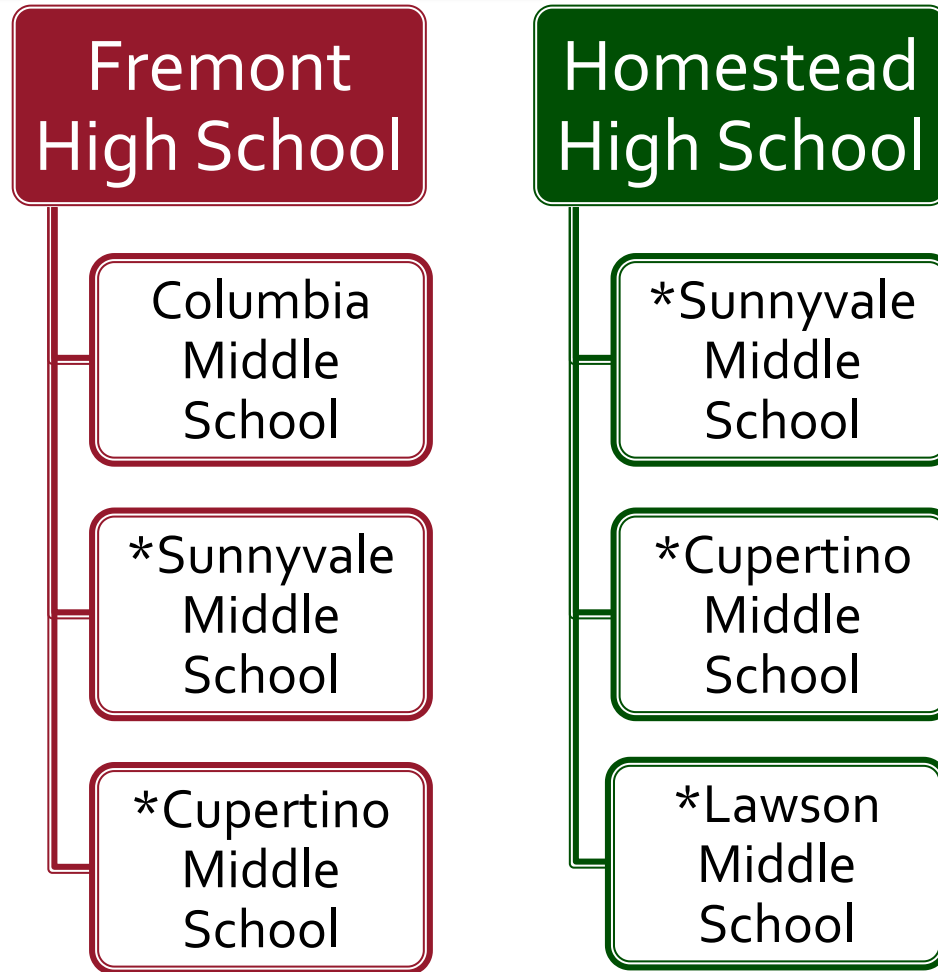 Fremont
High School
Columbia
Middle
School
*Sunnyvale
Middle
School
*Cupertino
Middle
School
Homestead
High School
*Sunnyvale
Middle
School
*Cupertino
Middle
School
*Lawson
Middle
School